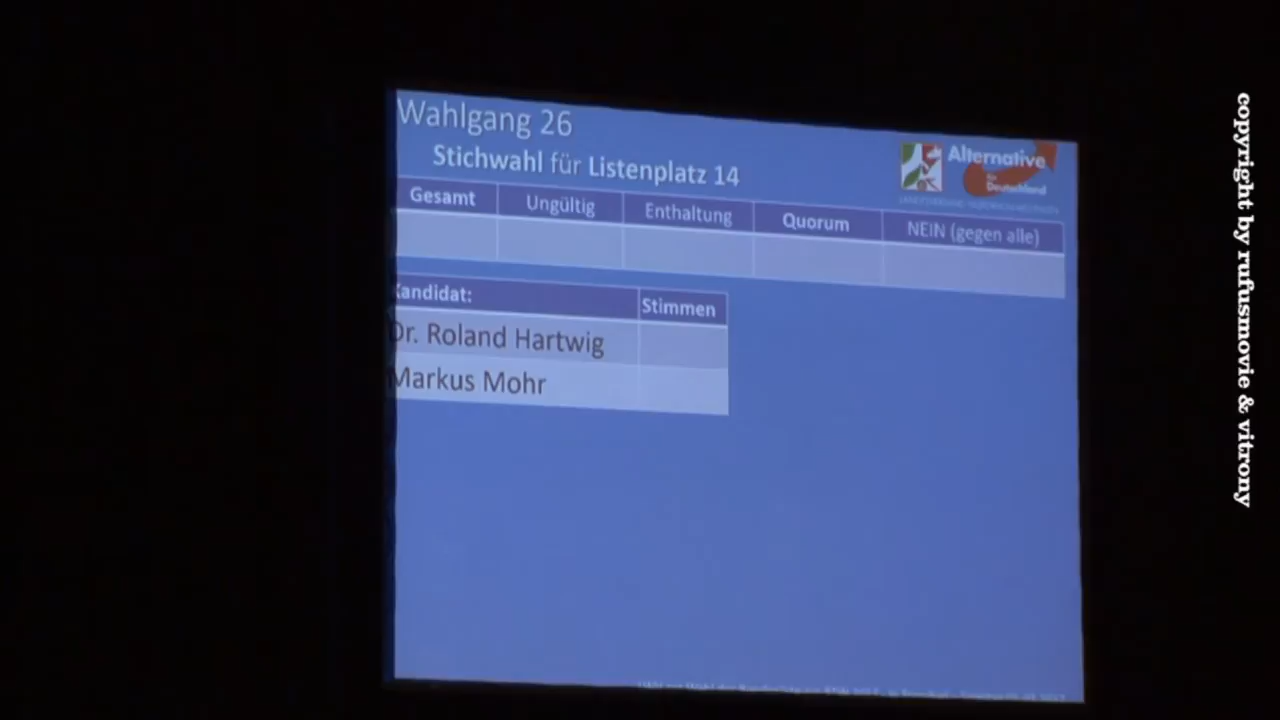 Wahlgang 26
Stichwahl für Listenplatz 14
Alternative
für
Deutschland
Gesamt Ungültig Enthaltung Quorum NEIN (gegen alle)
Kandidat: Stimmen
Dr. Roland Hartwig
Markus Mohr
copyright by rufusmovie & vitrony